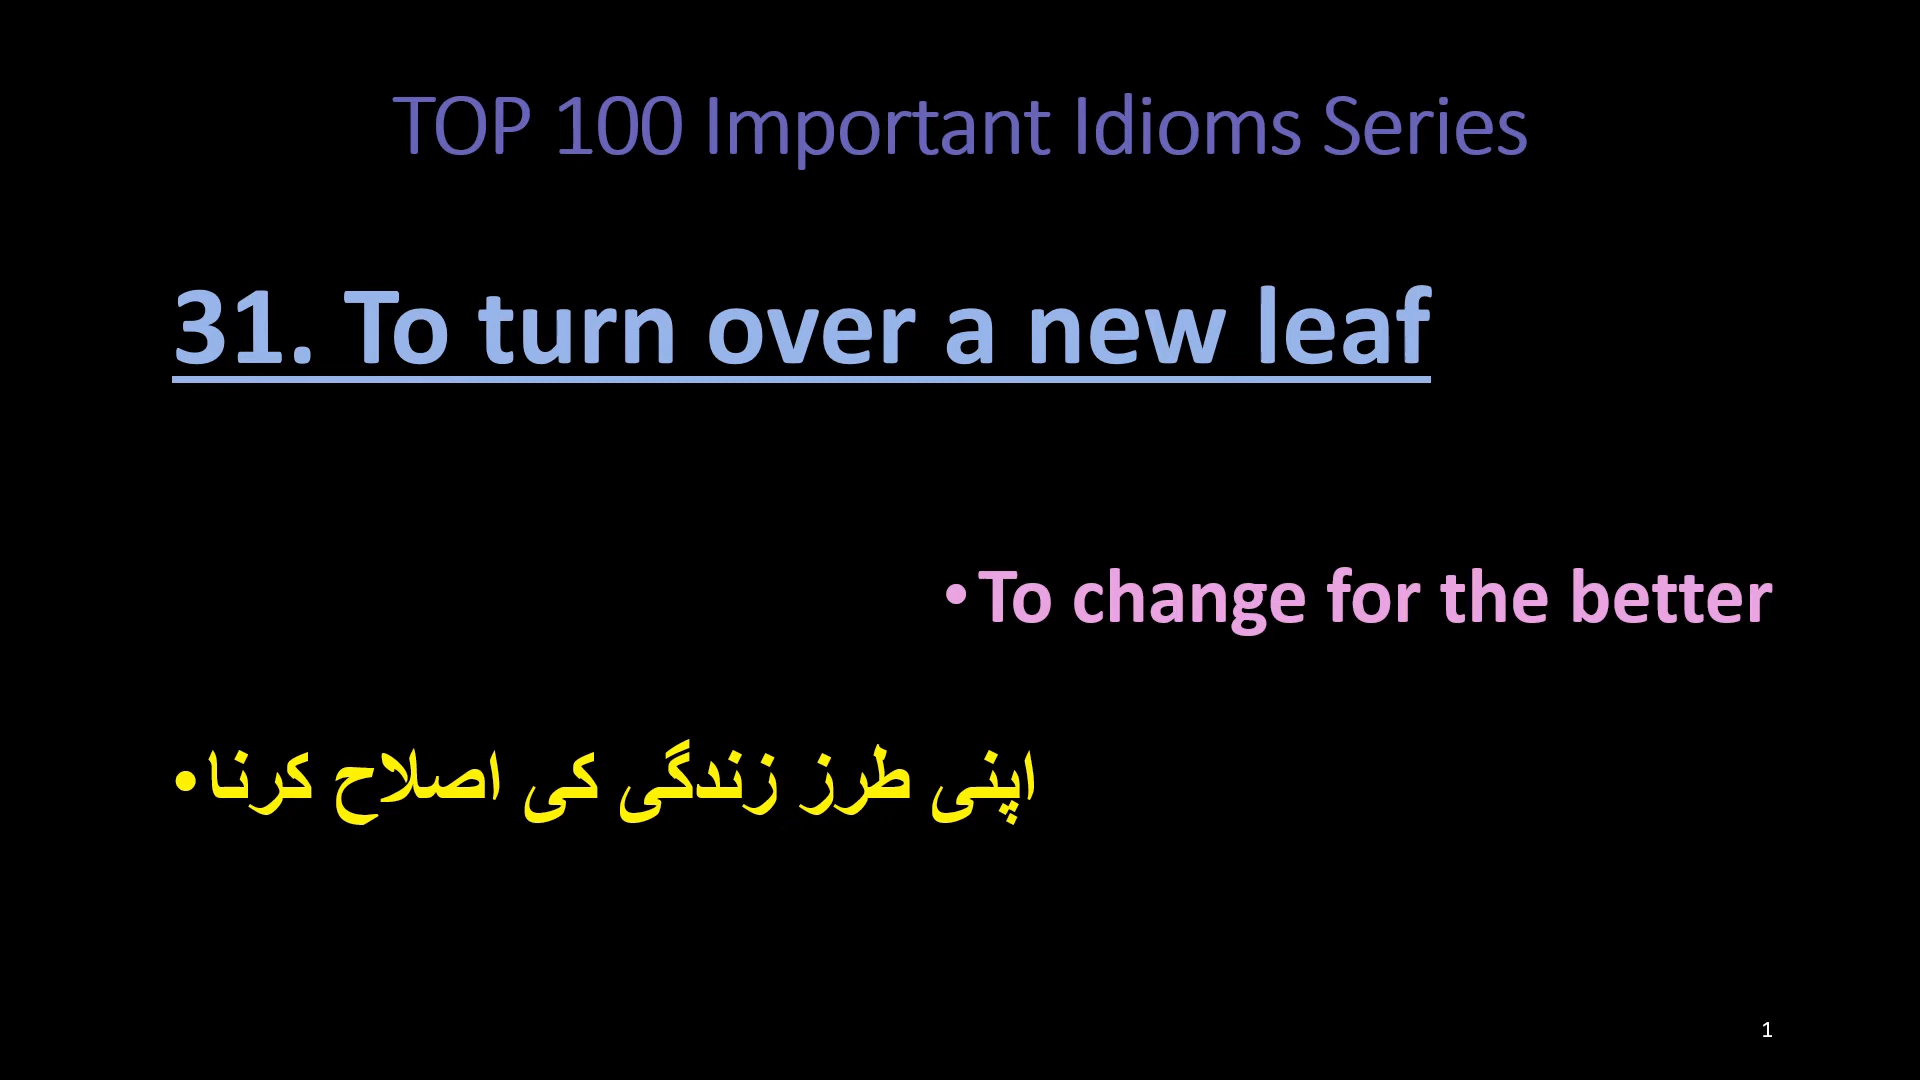 TOP 100 Important Idioms Series
31. To turn over a new leaf
•To change for the better
•اپنی طرز زندگی کی اصلاح کرنا
1